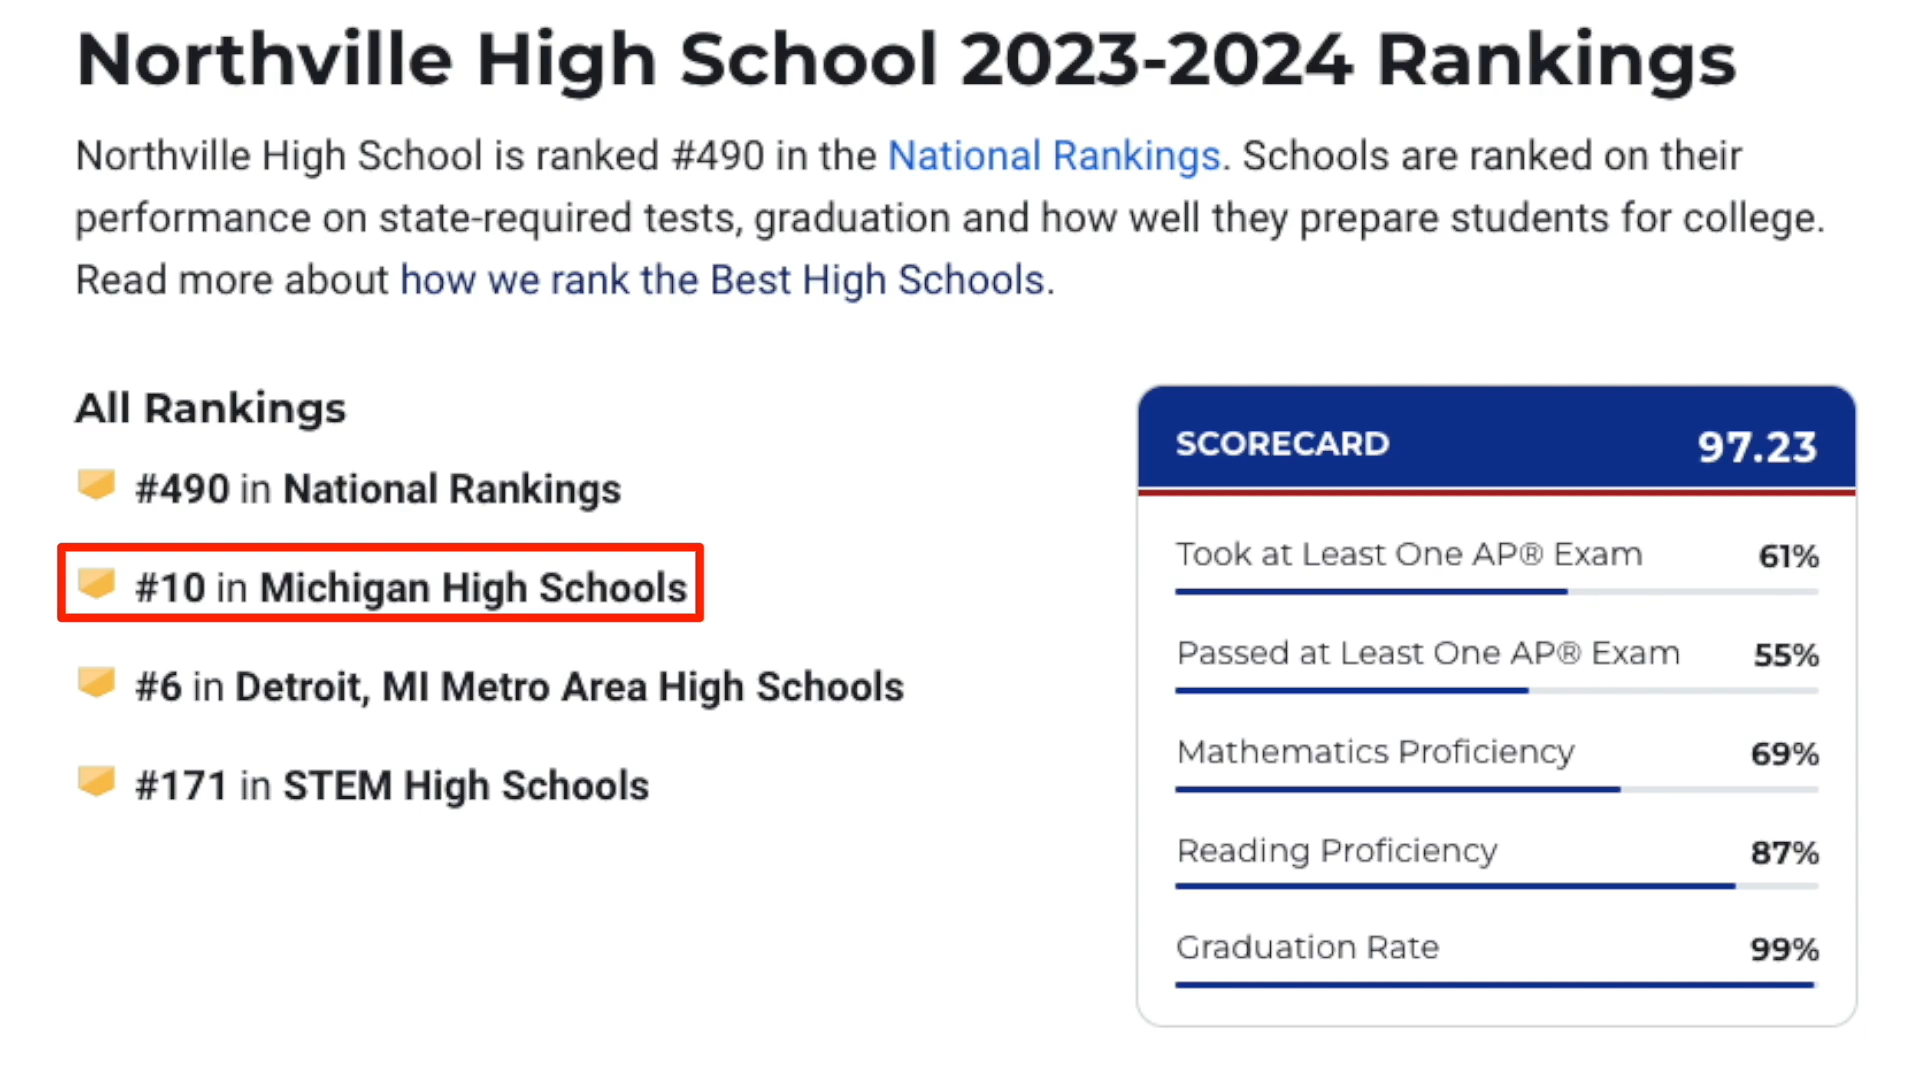 Northville High School 2023-2024 Rankings
Northville High School is ranked #490 in the National Rankings. Schools are ranked on their
performance on state-required tests, graduation and how well they prepare students for college.
Read more about how we rank the Best High Schools.
All Rankings
#490 in National Rankings
#10 in Michigan High Schools
#6 in Detroit, MI Metro Area High Schools
#171 in STEM High Schools
SCORECARD 97.23
Took at Least One AP® Exam 61%
Passed at Least One AP® Exam 55%
Mathematics Proficiency 69%
Reading Proficiency 87%
Graduation Rate 99%